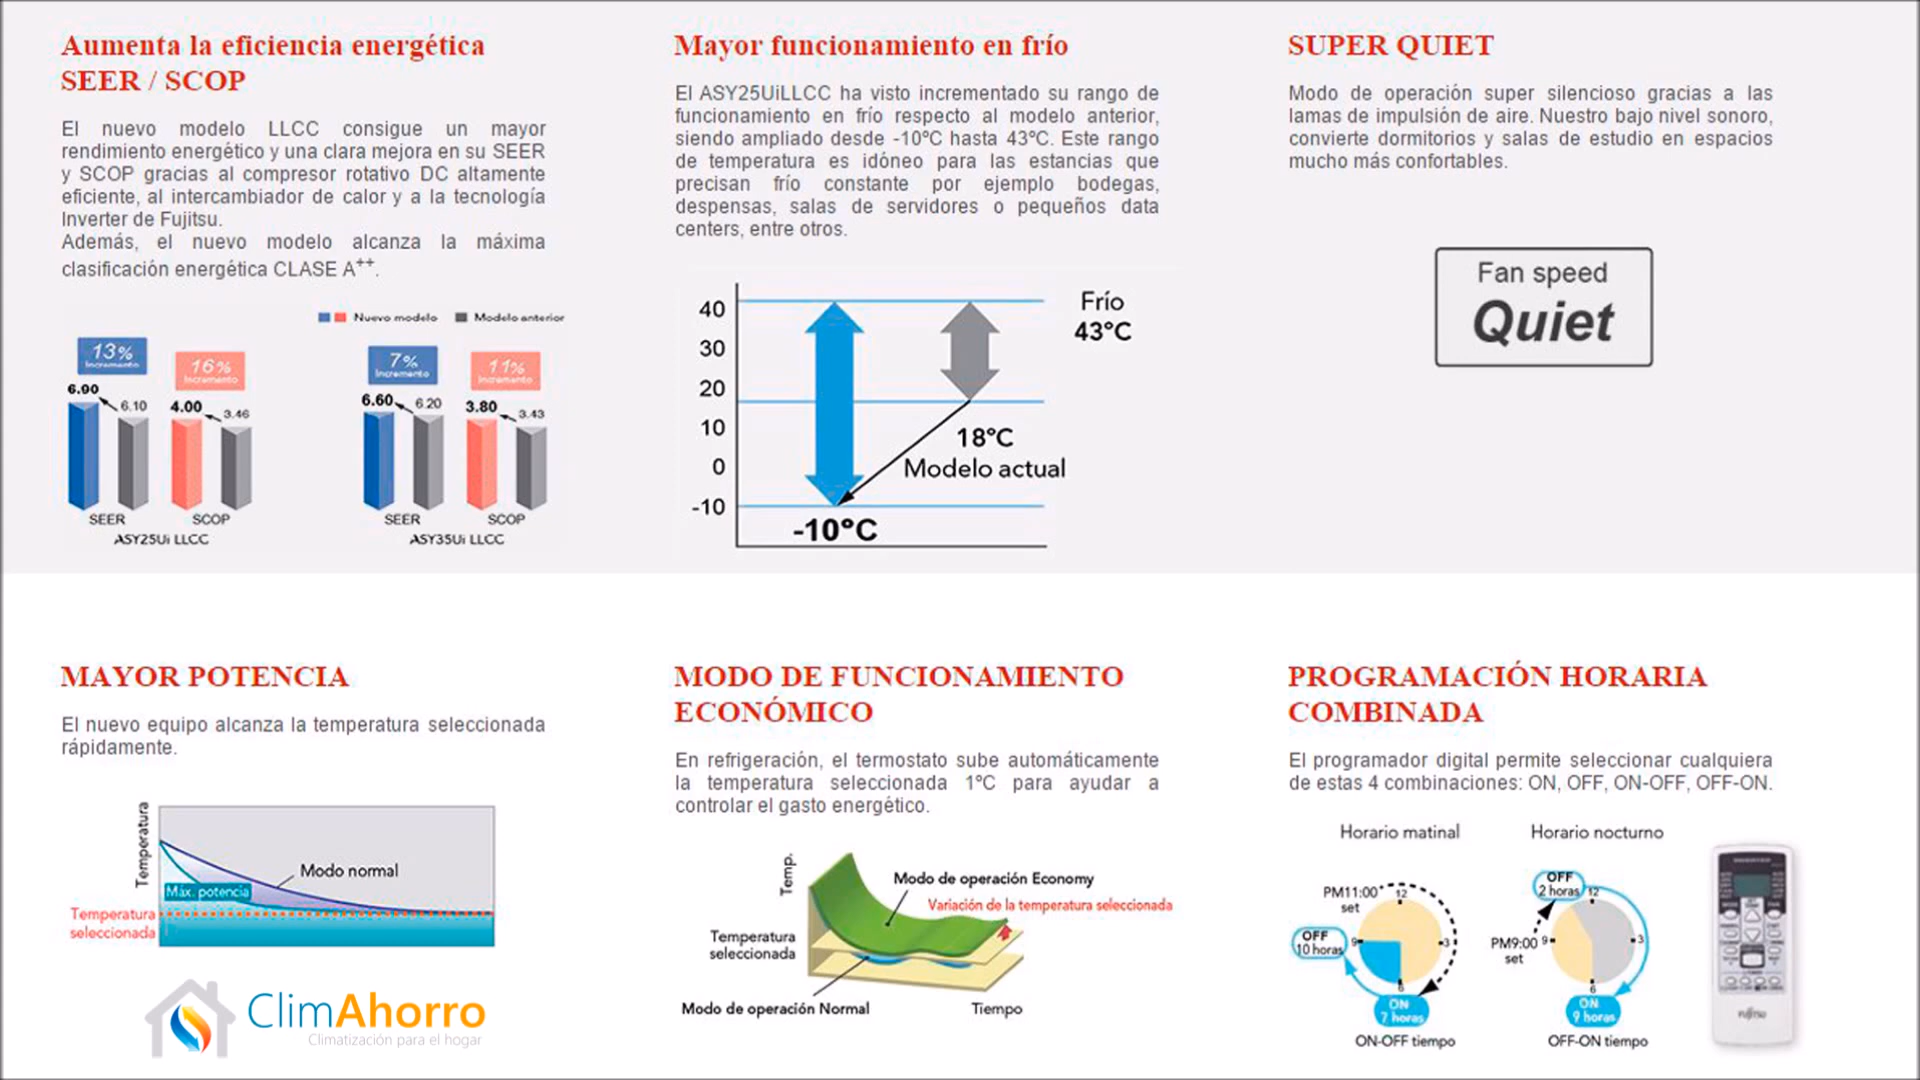 Aumenta la eficiencia energética
SEER / SCOP
El nuevo modelo LLCC consigue un mayor
rendimiento energético y una clara mejora en su SEER
y SCOP gracias al compresor rotativo DC altamente
eficiente, al intercambiador de calor y a la tecnología
Inverter de Fujitsu.
Además, el nuevo modelo alcanza la máxima
clasificación energética CLASE A++.
Nuevo modelo Modelo anterior
13%
Incremento
16%
Incremento
7%
Incremento
11%
Incremento
6.90
6.10
4.00
3.46
6.60
6.20
3.80
3.43
SEER
SCOP
SEER
SCOP
ASY25Ui LLCC
ASY35Ui LLCC
Mayor funcionamiento en frío
El ASY25UiLLCC ha visto incrementado su rango de
funcionamiento en frío respecto al modelo anterior,
siendo ampliado desde -10ºC hasta 43ºC. Este rango
de temperatura es idóneo para las estancias que
precisan frío constante por ejemplo bodegas,
despensas, salas de servidores o pequeños data
centers, entre otros.
40
30
20
10
0
-10
Frío
43°C
18°C
Modelo actual
-10°C
SUPER QUIET
Modo de operación super silencioso gracias a las
lamas de impulsión de aire. Nuestro bajo nivel sonoro,
convierte dormitorios y salas de estudio en espacios
mucho más confortables.
Fan speed
Quiet
MAYOR POTENCIA
El nuevo equipo alcanza la temperatura seleccionada
rápidamente.
Temperatura
Modo normal
Máx. potencia
Temperatura
seleccionada
ClimAhorro
Climatización para el hogar
MODO DE FUNCIONAMIENTO
ECONÓMICO
En refrigeración, el termostato sube automáticamente
la temperatura seleccionada 1ºC para ayudar a
controlar el gasto energético.
Temp.
Modo de operación Economy
Variación de la temperatura seleccionada
Temperatura
seleccionada
Modo de operación Normal
Tiempo
PROGRAMACIÓN HORARIA
COMBINADA
El programador digital permite seleccionar cualquiera
de estas 4 combinaciones: ON, OFF, ON-OFF, OFF-ON.
Horario matinal
PM11:00
set
12
3
6
9
OFF
10 horas
ON
7 horas
ON-OFF tiempo
Horario nocturno
OFF
2 horas
12
3
6
9
PM9:00
set
ON
9 horas
OFF-ON tiempo
FUJITSU